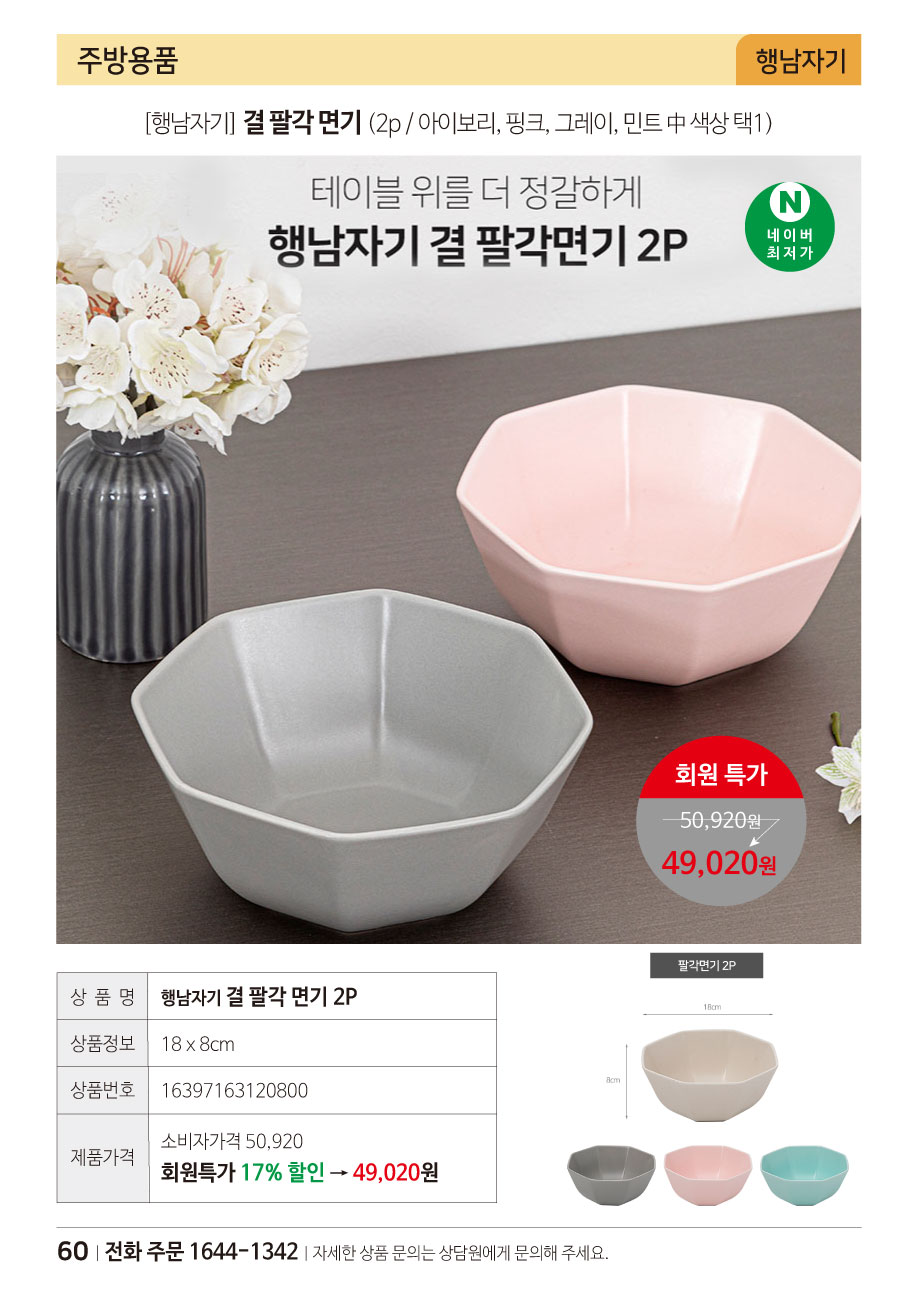 주방용품
행남자기
[행남자기] 결 팔각 면기 (2p / 아이보리, 핑크, 그레이, 민트 中 색상 택1)
테이블 위를 더 정갈하게
행남자기 결 팔각면기 2P
N
네이버
최저가
회원 특가
50,920원
49,020원
상 품 명 행남자기 결 팔각 면기 2P
상품정보 18 x 8cm
상품번호 16397163120800
제품가격 소비자가격 50,920
회원특가 17% 할인 → 49,020원
팔각면기 2P
18cm
8cm
60 | 전화 주문 1644-1342 | 자세한 상품 문의는 상담원에게 문의해 주세요.